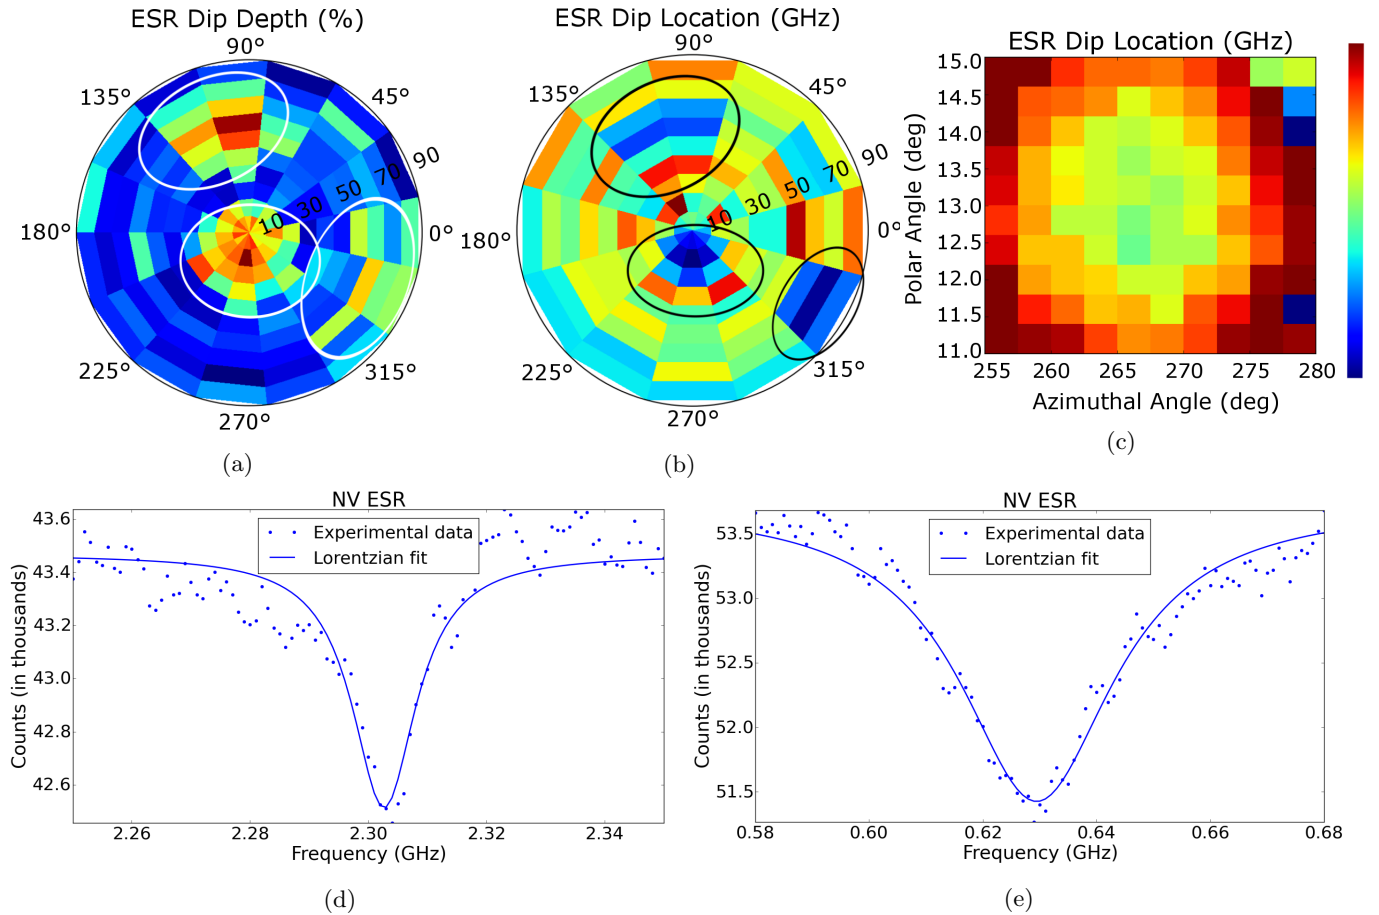 ESR Dip Depth (%)
90°
135°
45°
90
70
50
30
10
180°
0°
225°
315°
270°
(a)
ESR Dip Location (GHz)
90°
135°
45°
90
70
50
30
10
180°
0°
225°
315°
270°
(b)
ESR Dip Location (GHz)
Polar Angle (deg)
15.0
14.5
14.0
13.5
13.0
12.5
12.0
11.5
11.0
255 260 265 270 275 280
Azimuthal Angle (deg)
(c)
NV ESR
Experimental data
Lorentzian fit
Counts (in thousands)
43.6
43.4
43.2
43.0
42.8
42.6
2.26 2.28 2.30 2.32 2.34
Frequency (GHz)
(d)
NV ESR
Experimental data
Lorentzian fit
Counts (in thousands)
53.5
53.0
52.5
52.0
51.5
0.58 0.60 0.62 0.64 0.66 0.68
Frequency (GHz)
(e)